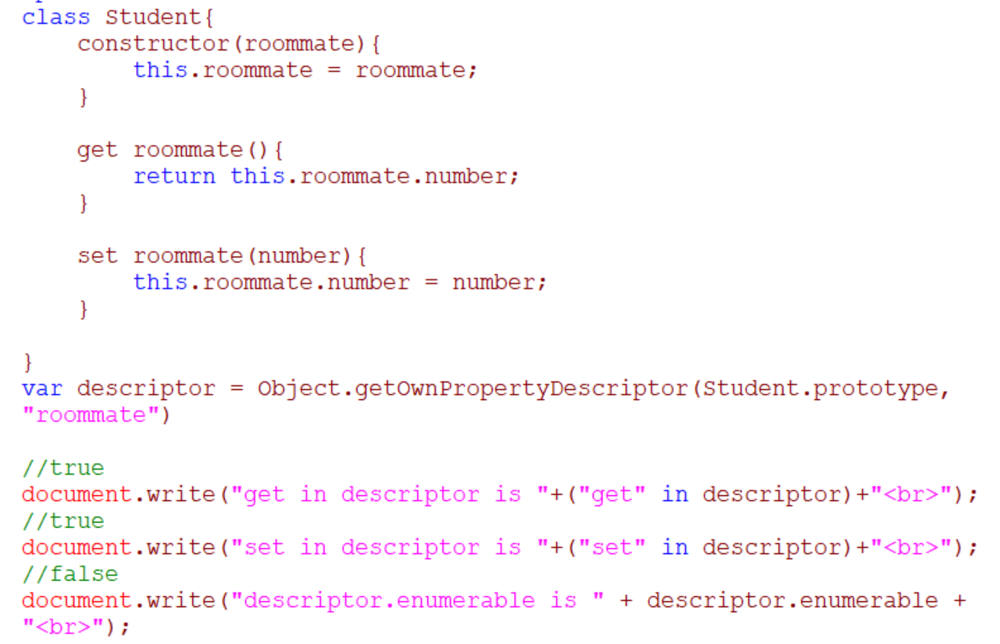 class Student{
    constructor(roommate){
        this.roommate = roommate;
    }

    get roommate(){
        return this.roommate.number;
    }

    set roommate(number){
        this.roommate.number = number;
    }

}
var descriptor = Object.getOwnPropertyDescriptor(Student.prototype,
"roommate")

//true
document.write("get in descriptor is "+("get" in descriptor)+"<br>");
//true
document.write("set in descriptor is "+("set" in descriptor)+"<br>");
//false
document.write("descriptor.enumerable is " + descriptor.enumerable +
"<br>");